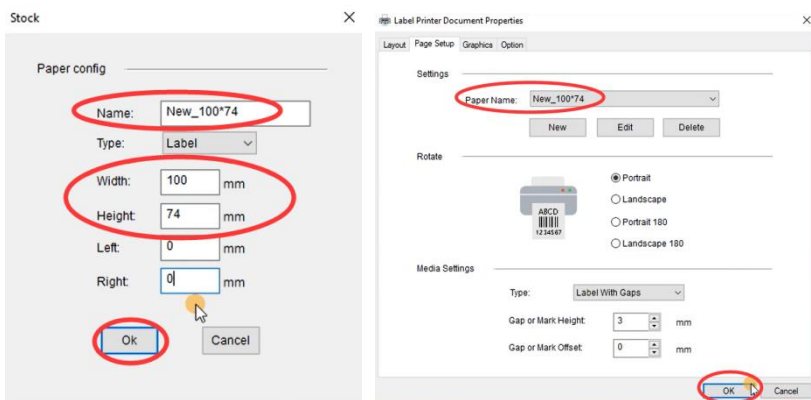 Stock
Paper config
Name: New_100*74
Type: Label
Width: 100 mm
Height: 74 mm
Left: 0 mm
Right: 0 mm
Ok Cancel
Label Printer Document Properties
Layout Page Setup Graphics Option
Settings
Paper Name: New_100*74
New Edit Delete
Rotate
Portrait
Landscape
Portrait 180
Landscape 180
ABCD
1234567
Media Settings
Type: Label With Gaps
Gap or Mark Height: 3 mm
Gap or Mark Offset: 0 mm
OK Cancel